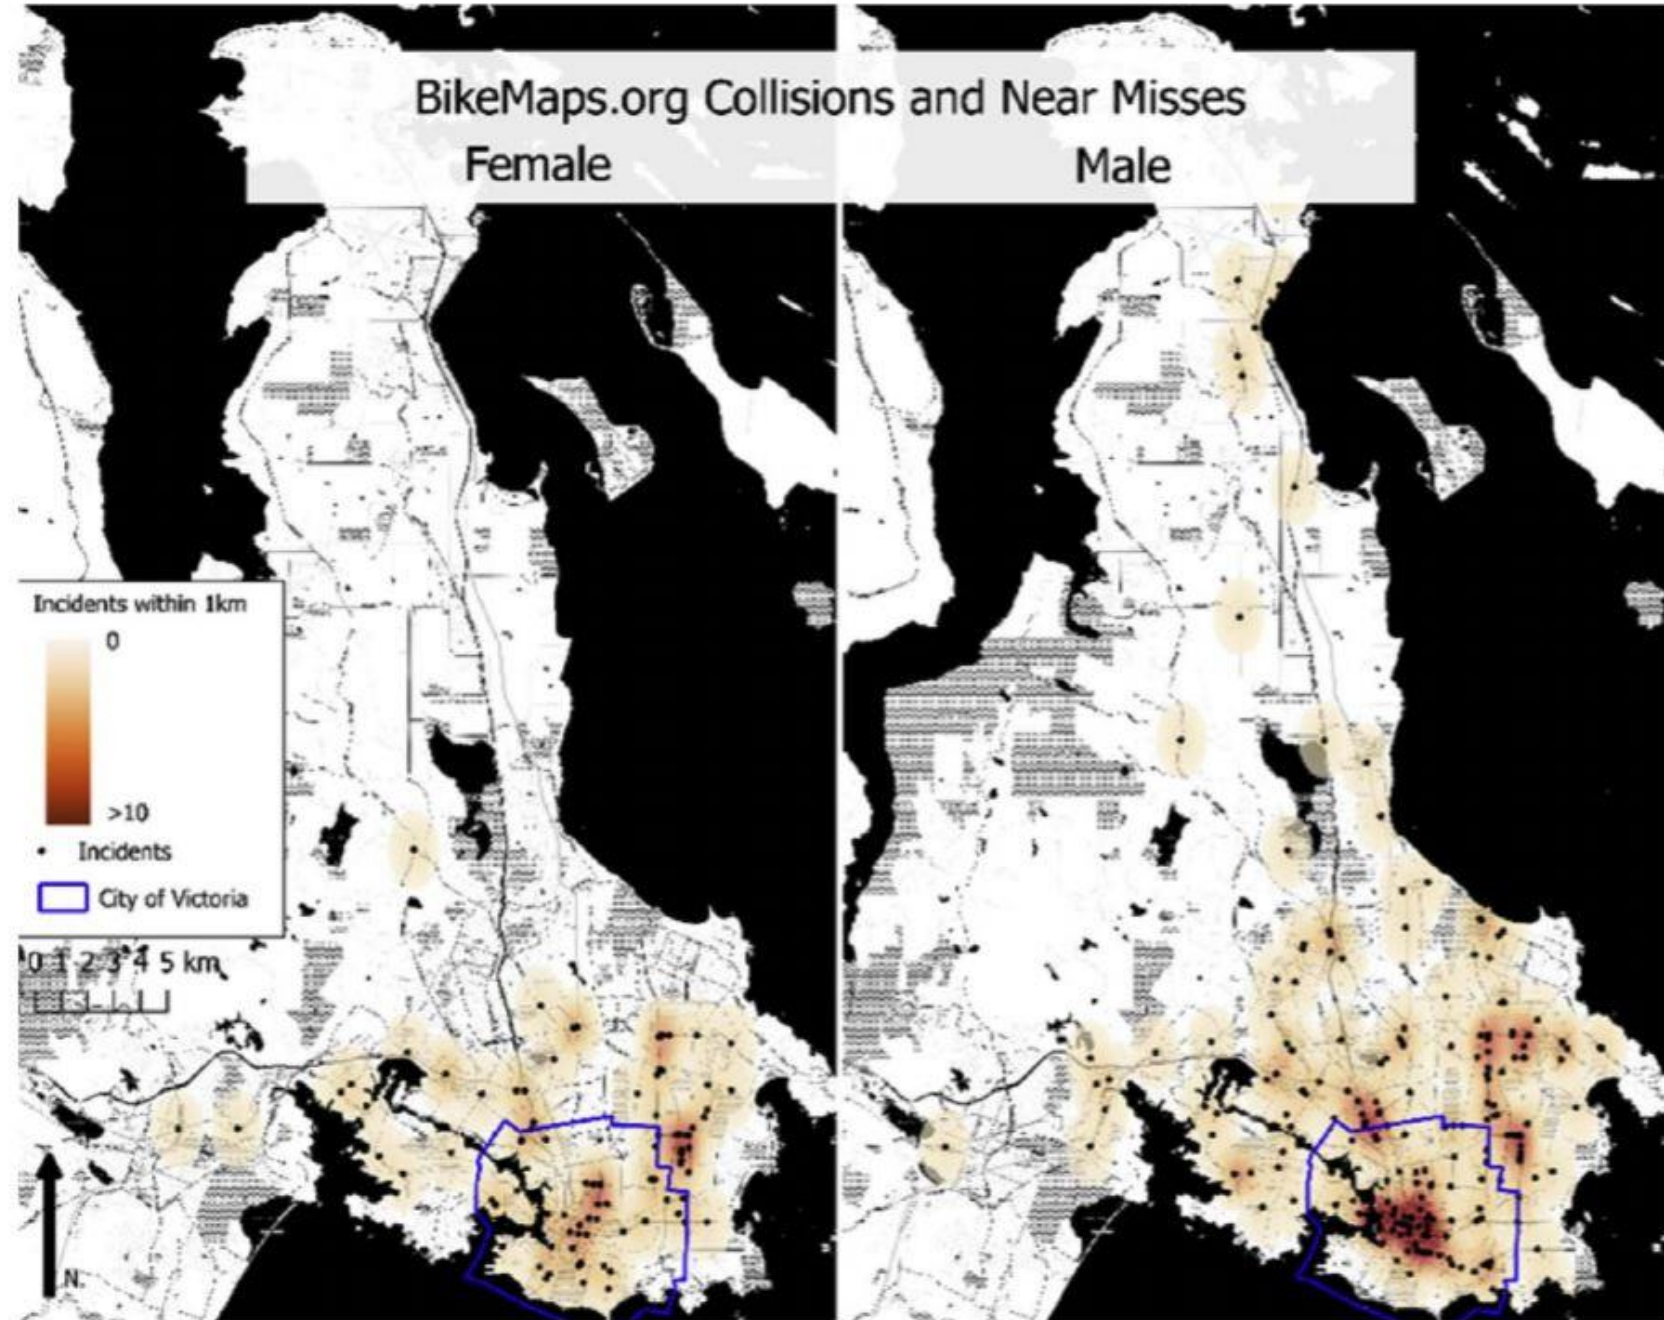 BikeMaps.org Collisions and Near Misses
Female
Male
Incidents within 1km
0
>10
Incidents
City of Victoria
0 1 2 3 4 5 km
N